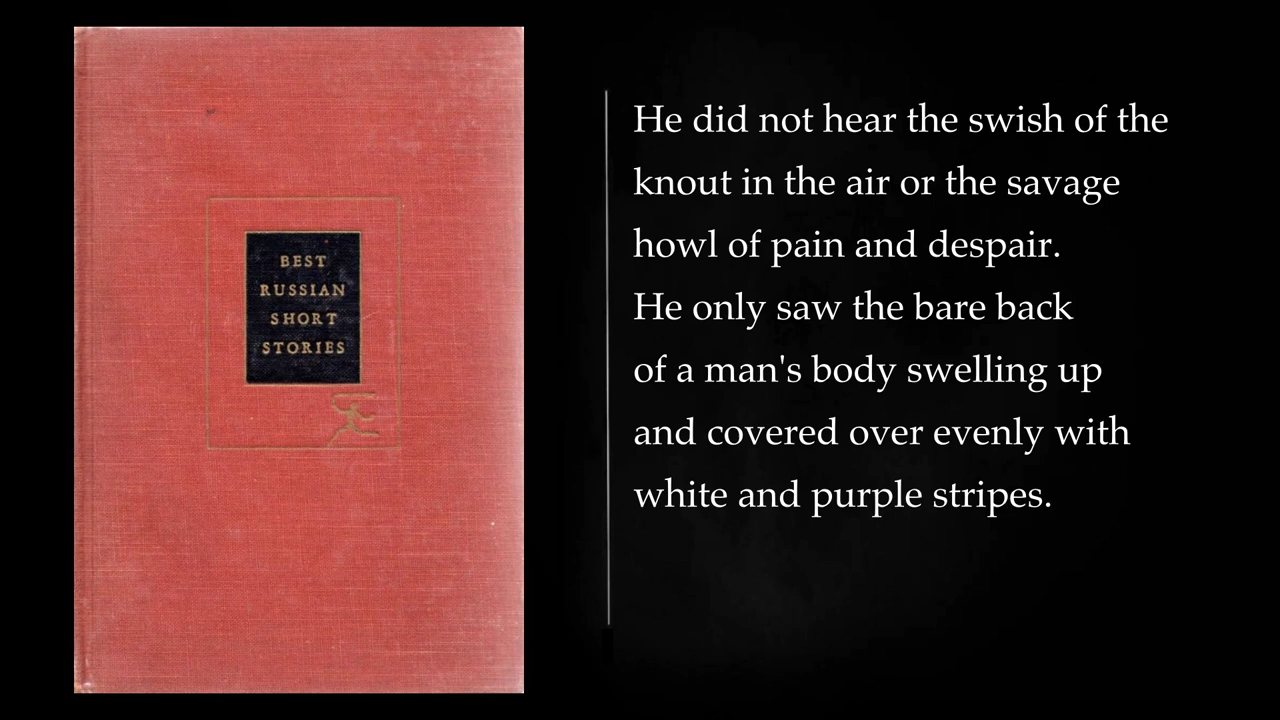 BEST
RUSSIAN
SHORT
STORIES
He did not hear the swish of the
knout in the air or the savage
howl of pain and despair.
He only saw the bare back
of a man's body swelling up
and covered over evenly with
white and purple stripes.